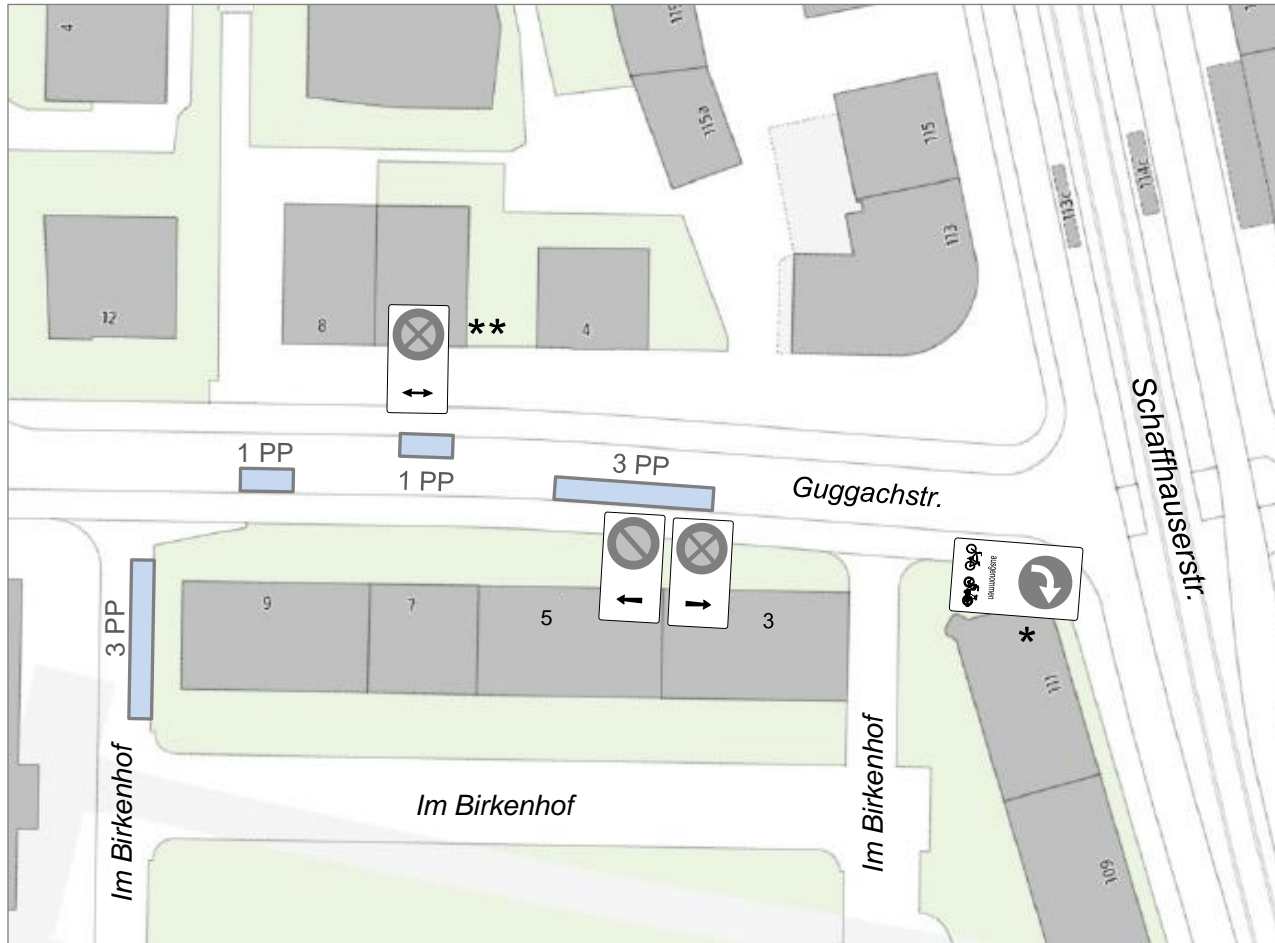 4
115a
115
113
113c
114c
12
8
**
4
Schaffhauserstr.
1 PP
1 PP
3 PP
Guggachstr.
ausgenommen
*
9
7
5
3
3 PP
111
Im Birkenhof
Im Birkenhof
Im Birkenhof
109